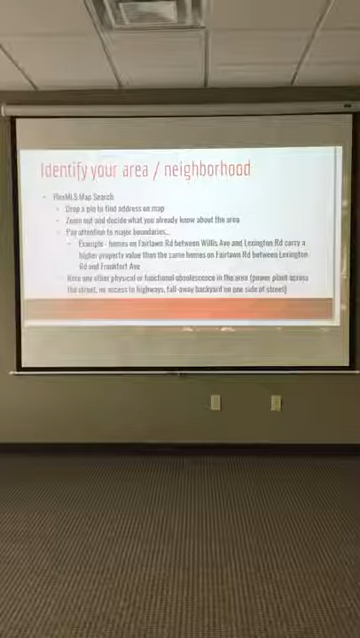 Identify your area / neighborhood
FlexMLS Map Search
Drop a pin to find address on map
Zoom out and decide what you already know about the area
Pay attention to major boundaries...
Example - homes on Fairlawn Rd between Willis Ave and Lexington Rd carry a
higher property value than the same homes on Fairlawn Rd between Lexington
Rd and Frankfort Ave
Note any other physical or functional obsolescence in the area (power plant across
the street, no access to highways, fall-away backyard on one side of street)